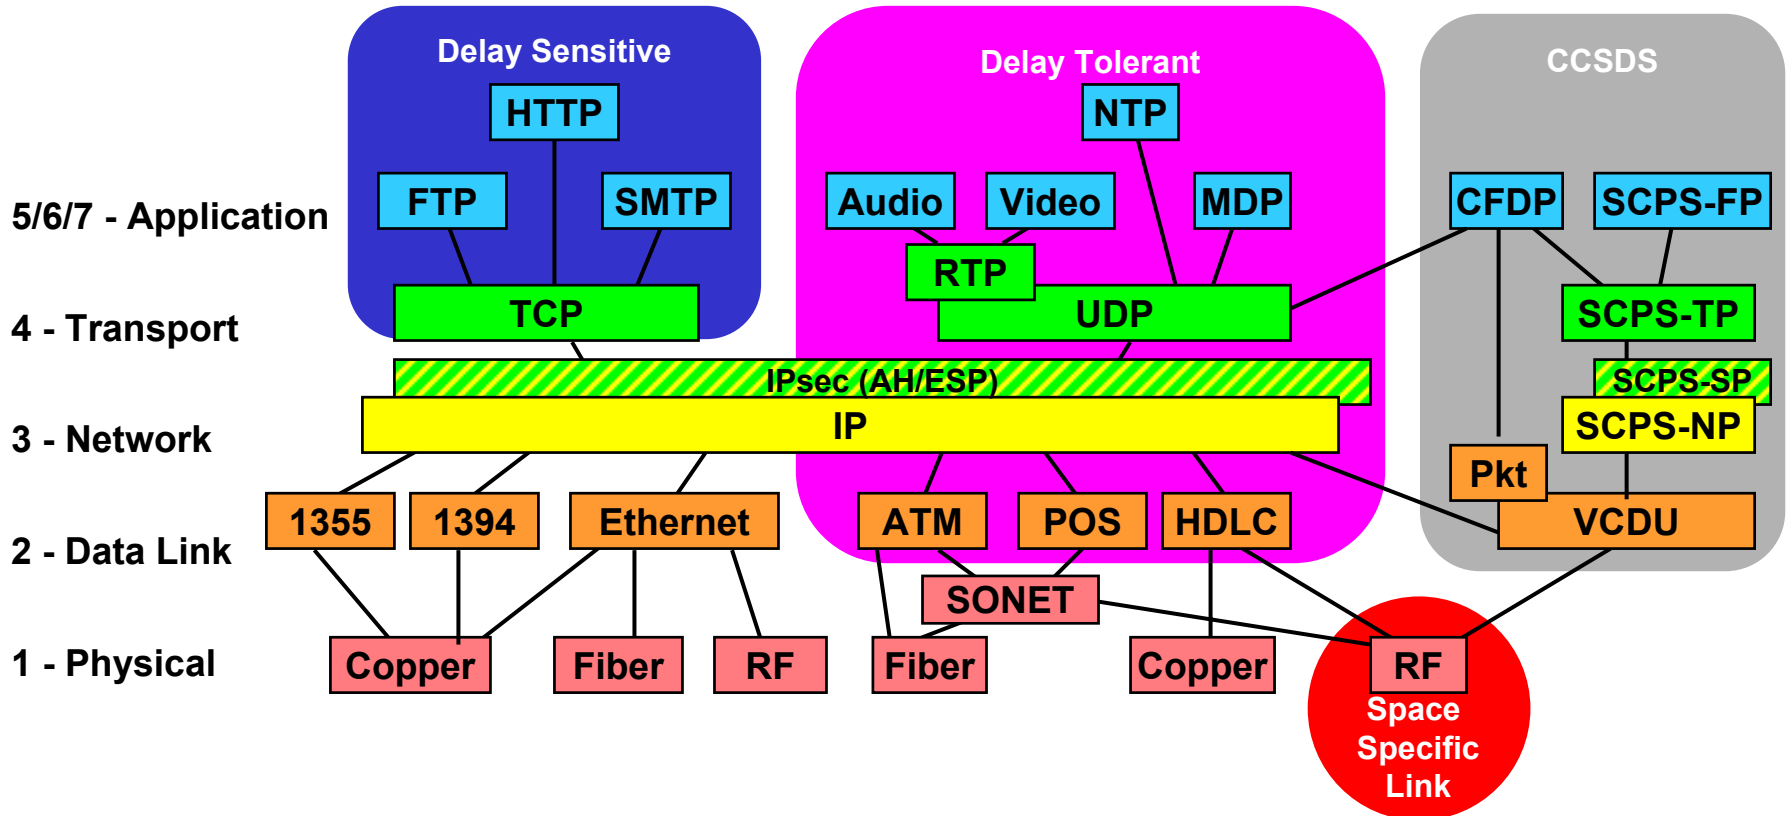 Delay Sensitive
Delay Tolerant
CCSDS
HTTP
NTP
5/6/7 - Application
FTP
SMTP
Audio
Video
MDP
CFDP
SCPS-FP
RTP
4 - Transport
TCP
UDP
SCPS-TP
IPsec (AH/ESP)
SCPS-SP
3 - Network
IP
SCPS-NP
Pkt
2 - Data Link
1355
1394
Ethernet
ATM
POS
HDLC
VCDU
SONET
1 - Physical
Copper
Fiber
RF
Fiber
Copper
RF
Space
Specific
Link